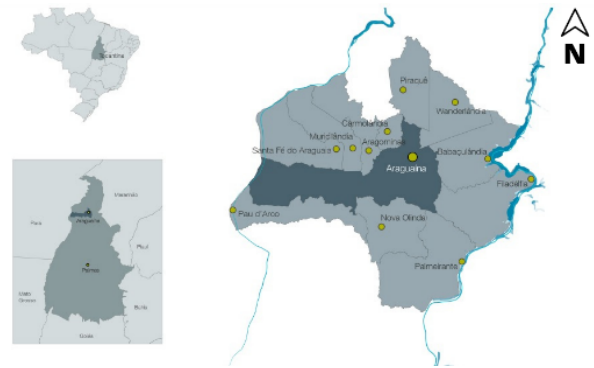 Tocantins
N
Piraquê
Wanderlândia
Carmolândia
Muricilândia
Aragominas
Santa Fé do Araguaia
Babaçulândia
Araguaína
Filadélfia
Pau d'Arco
Nova Olinda
Palmeirante
Maranhão
Pará
Araguaína
Piauí
Palmas
Mato Grosso
Bahia
Goiás